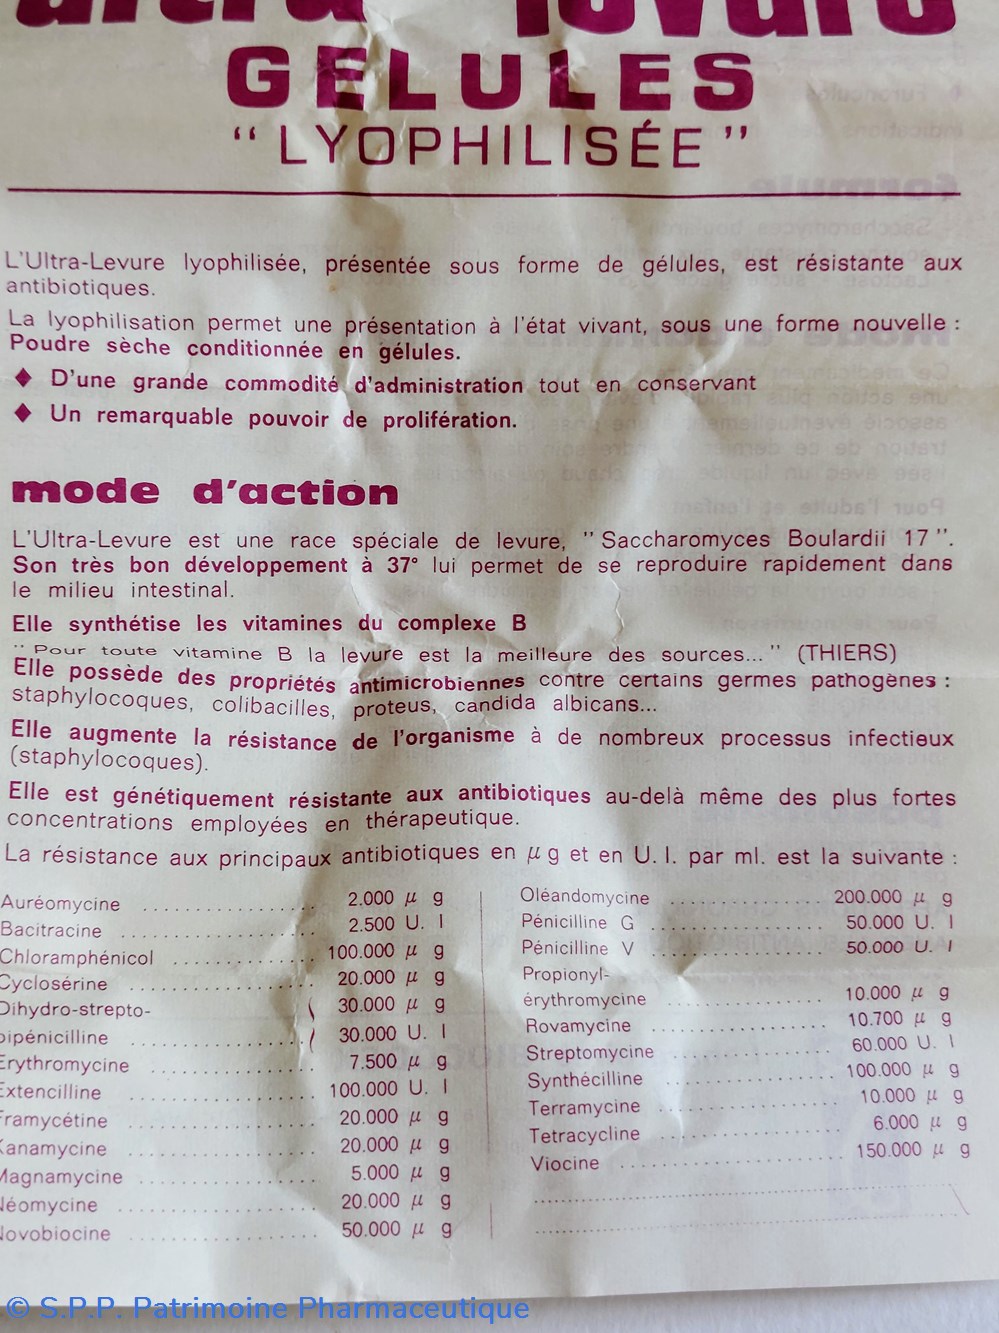 ultra levure
GÉLULES
“ LYOPHILISÉE ”
L'Ultra-Levure lyophilisée, présentée sous forme de gélules, est résistante aux
antibiotiques.
La lyophilisation permet une présentation à l'état vivant, sous une forme nouvelle :
Poudre sèche conditionnée en gélules.
♦ D'une grande commodité d'administration tout en conservant
♦ Un remarquable pouvoir de prolifération.
mode d'action
L'Ultra-Levure est une race spéciale de levure, ” Saccharomyces Boulardii 17 ”.
Son très bon développement à 37° lui permet de se reproduire rapidement dans
le milieu intestinal.
Elle synthétise les vitamines du complexe B
” Pour toute vitamine B la levure est la meilleure des sources... ” (THIERS)
Elle possède des propriétés antimicrobiennes contre certains germes pathogènes :
staphylocoques, colibacilles, proteus, candida albicans...
Elle augmente la résistance de l'organisme à de nombreux processus infectieux
(staphylocoques).
Elle est génétiquement résistante aux antibiotiques au-delà même des plus fortes
concentrations employées en thérapeutique.
La résistance aux principaux antibiotiques en µ g et en U. I. par ml. est la suivante :
Auréomycine .................... 2.000 µ g
Bacitracine .................... 2.500 U. I
Chloramphénicol .................... 100.000 µ g
Cyclosérine .................... 20.000 µ g
Dihydro-strepto- ( 30.000 µ g
bipénicilline .................... ( 30.000 U. I
Erythromycine .................... 7.500 µ g
Extencilline .................... 100.000 U. I
Framycétine .................... 20.000 µ g
Kanamycine .................... 20.000 µ g
Magnamycine .................... 5.000 µ g
Néomycine .................... 20.000 µ g
Novobiocine .................... 50.000 µ g
Oléandomycine .................... 200.000 µ g
Pénicilline G .................... 50.000 U. I
Pénicilline V .................... 50.000 U. I
Propionyl-
érythromycine .................... 10.000 µ g
Rovamycine .................... 10.700 µ g
Streptomycine .................... 60.000 U. I
Synthécilline .................... 100.000 µ g
Terramycine .................... 10.000 µ g
Tetracycline .................... 6.000 µ g
Viocine .................... 150.000 µ g
© S.P.P. Patrimoine Pharmaceutique